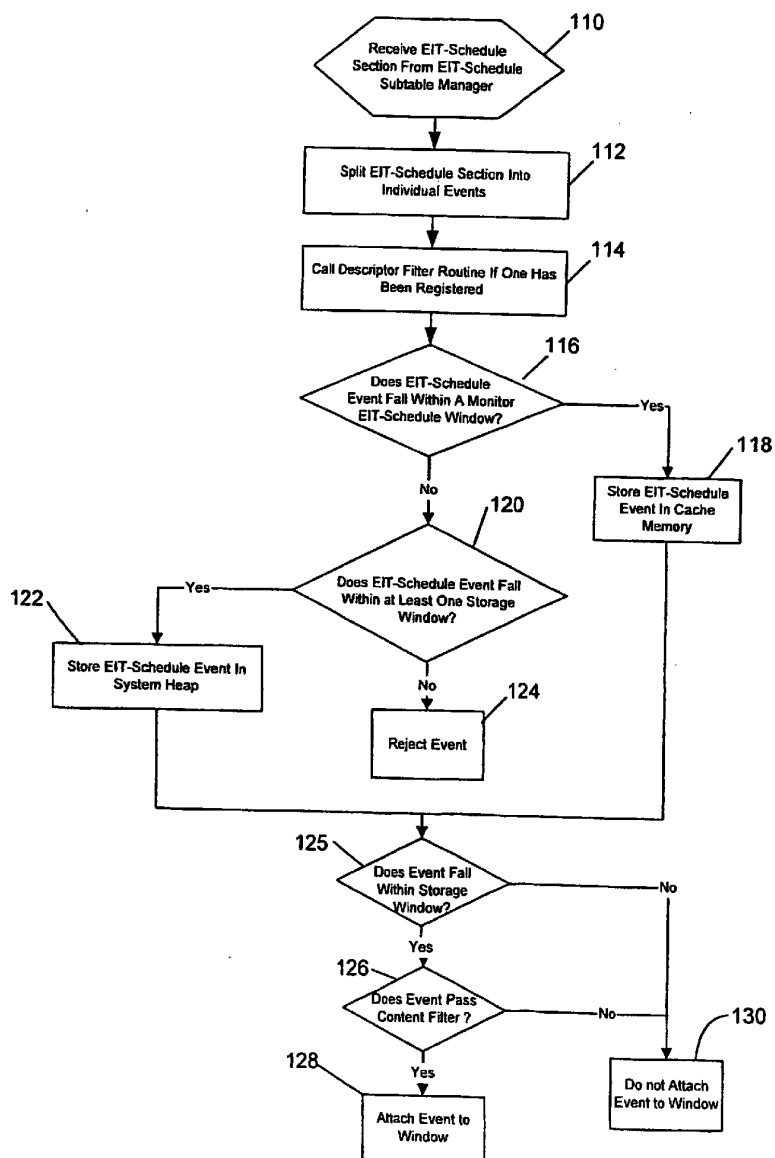 110
Receive EIT-Schedule
Section From EIT-Schedule
Subtable Manager
112
Split EIT-Schedule Section Into
Individual Events
114
Call Descriptor Filter Routine If One Has
Been Registered
116
Does EIT-Schedule
Event Fall Within A Monitor
EIT-Schedule Window?
Yes
118
Store EIT-Schedule
Event In Cache
Memory
No
120
Does EIT-Schedule Event Fall
Within at Least One Storage
Window?
Yes
122
Store EIT-Schedule Event In
System Heap
No
124
Reject Event
125
Does Event Fall
Within Storage
Window?
No
Yes
126
Does Event Pass
Content Filter ?
No
130
Do not Attach
Event to Window
Yes
128
Attach Event to
Window